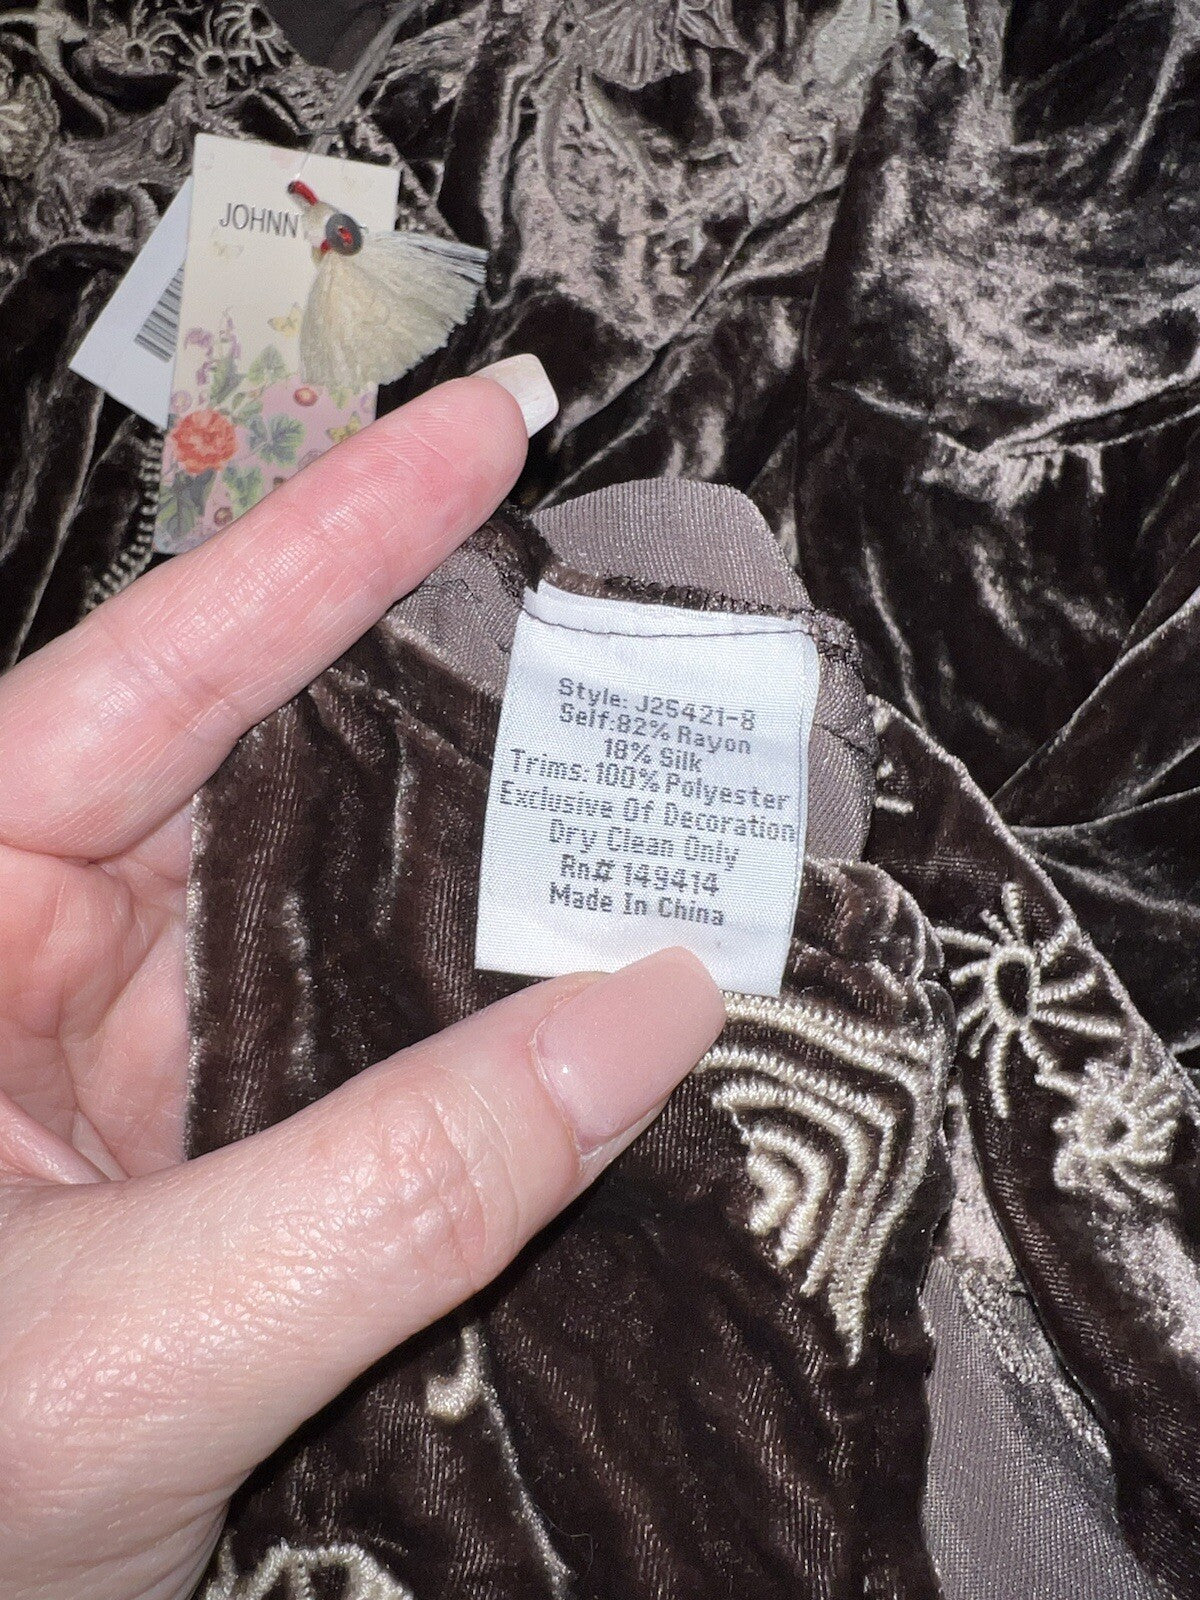 JOHNN
Style: J25421-8
Self:82% Rayon
18% Silk
Trims: 100% Polyester
Exclusive Of Decoration
Dry Clean Only
Rn# 149414
Made In China